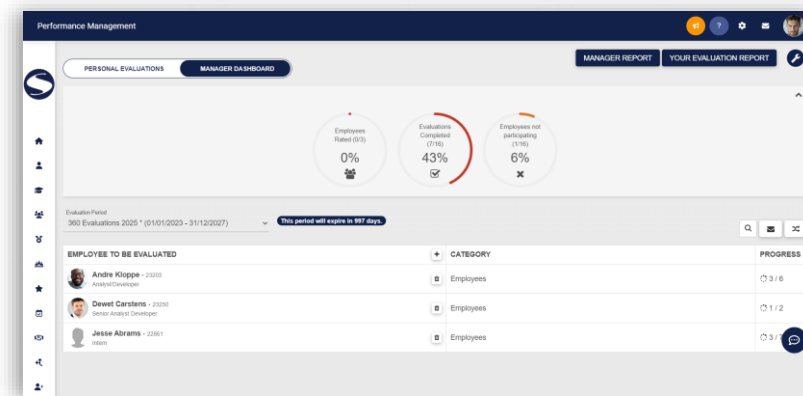 Performance Management
MANAGER REPORT
YOUR EVALUATION REPORT
PERSONAL EVALUATIONS
MANAGER DASHBOARD
Employees
Rated (0/3)
0%
Evaluations
Completed
(7/16)
43%
Employees not
participating
(1/16)
6%
Evaluation Period
360 Evaluations 2025 * (01/01/2023 - 31/12/2027)
This period will expire in 997 days.
EMPLOYEE TO BE EVALUATED
CATEGORY
PROGRESS
Andre Kloppe - 23203
Analyst/Developer
Employees
3 / 6
Dewet Carstens - 23250
Senior Analyst Developer
Employees
1 / 2
Jesse Abrams - 22861
Intern
Employees
3 / 7